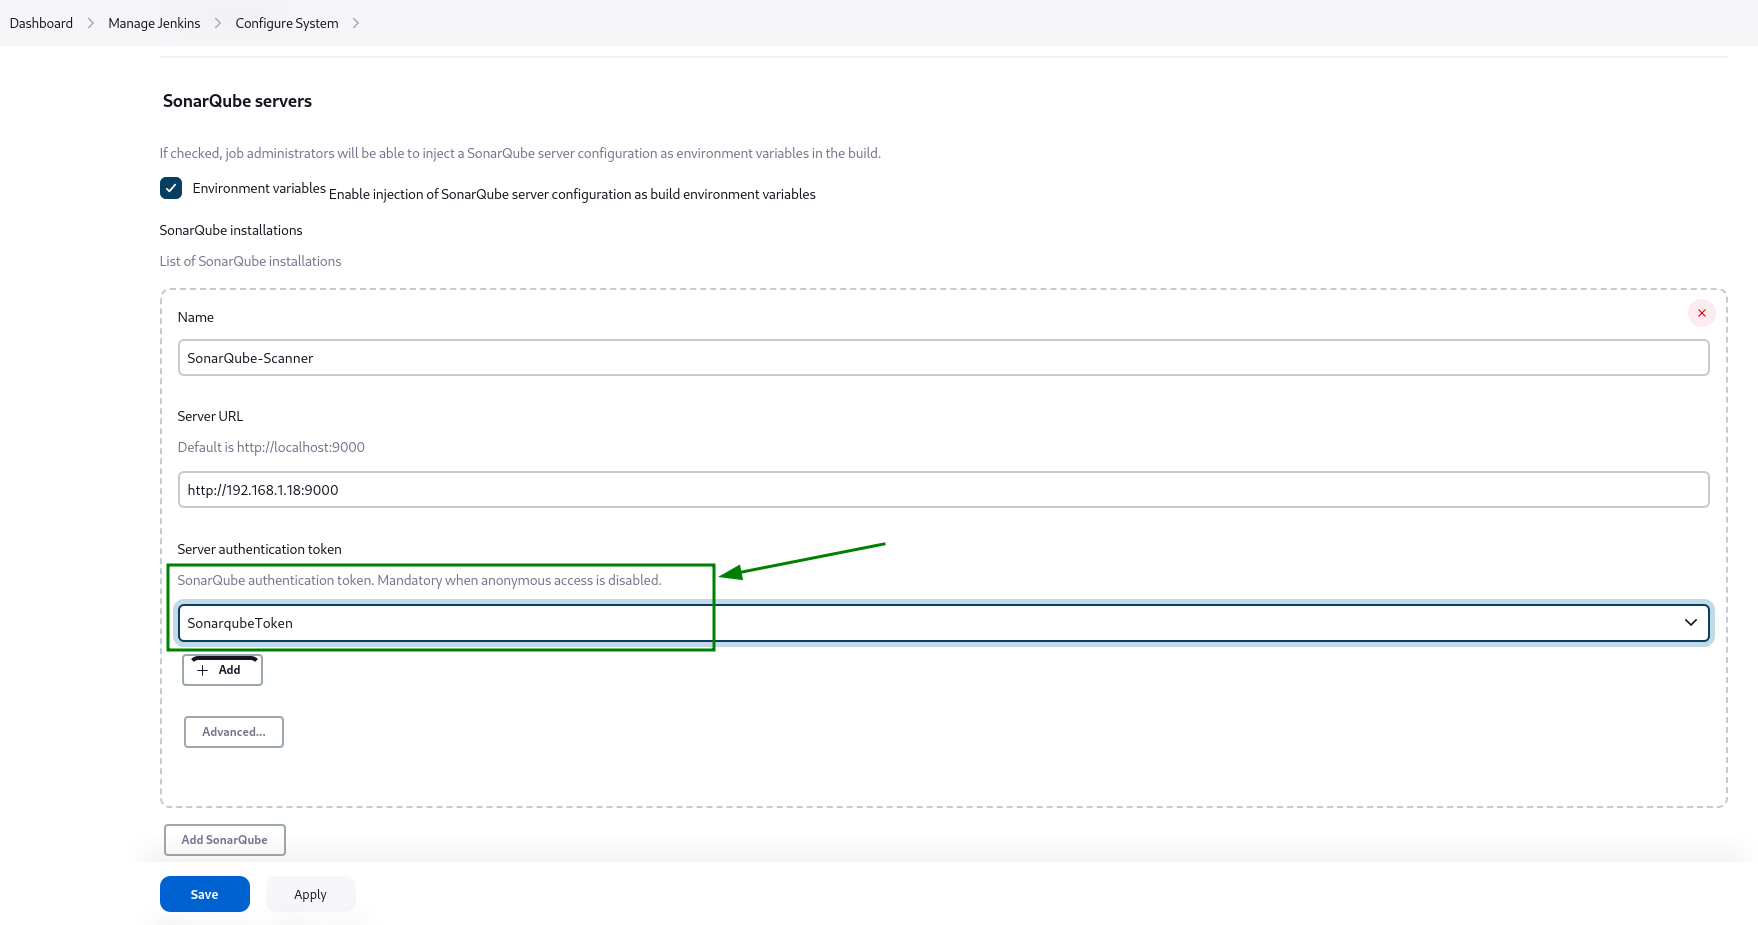 Dashboard > Manage Jenkins > Configure System >
SonarQube servers
If checked, job administrators will be able to inject a SonarQube server configuration as environment variables in the build.
Environment variables Enable injection of SonarQube server configuration as build environment variables
SonarQube installations
List of SonarQube installations
Name
SonarQube-Scanner
Server URL
Default is http://localhost:9000
http://192.168.1.18:9000
Server authentication token
SonarQube authentication token. Mandatory when anonymous access is disabled.
SonarqubeToken
+ Add
Advanced...
Add SonarQube
Save Apply